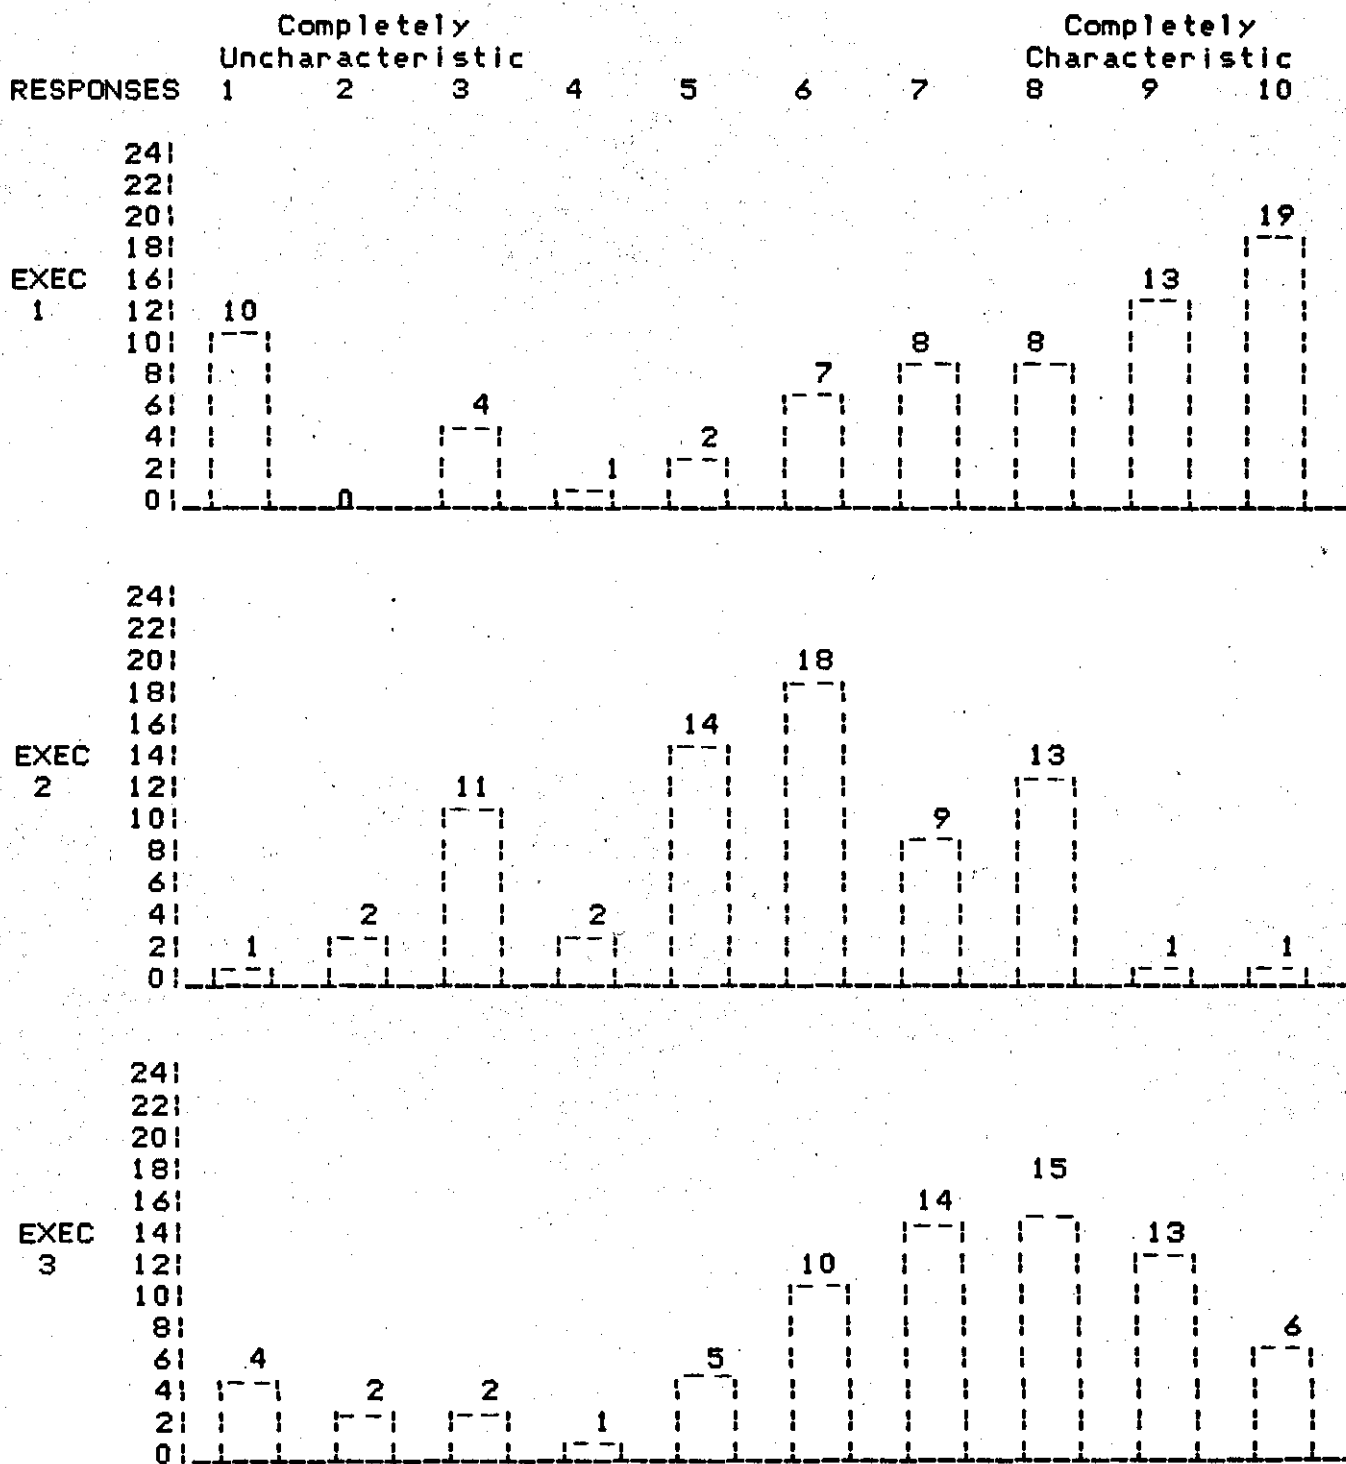 Completely Completely
Uncharacteristic Characteristic
RESPONSES 1 2 3 4 5 6 7 8 9 10
24
22
20 19
18
EXEC 16 13
1 12 10
10 8 8
8 7
6 4
4 2
2 1
0 0
24
22
20 18
18
16 14
EXEC 14 13
2 12 11
10 9
8
6
4 2 2
2 1 1 1
0
24
22
20
18 15
16 14
EXEC 14 13
3 12 10
10
8 6
6 4 5
4 2 2
2 1
0